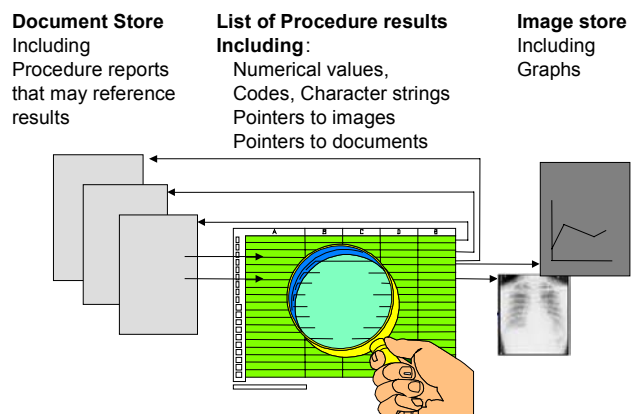 Document Store
Including
Procedure reports
that may reference
results
List of Procedure results
Including:
Numerical values,
Codes, Character strings
Pointers to images
Pointers to documents
Image store
Including
Graphs
A B C D E